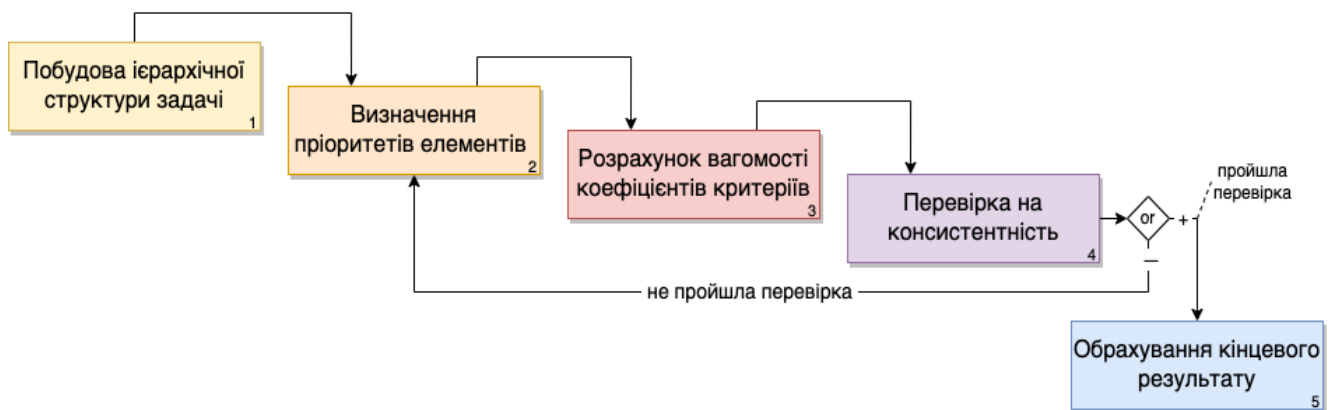 Побудова ієрархічної
структури задачі
1
Визначення
пріоритетів елементів
2
Розрахунок вагомості
коефіцієнтів критеріїв
3
Перевірка на
консистентність
4
or
+
пройшла
перевірка
—
не пройшла перевірка
Обрахування кінцевого
результату
5